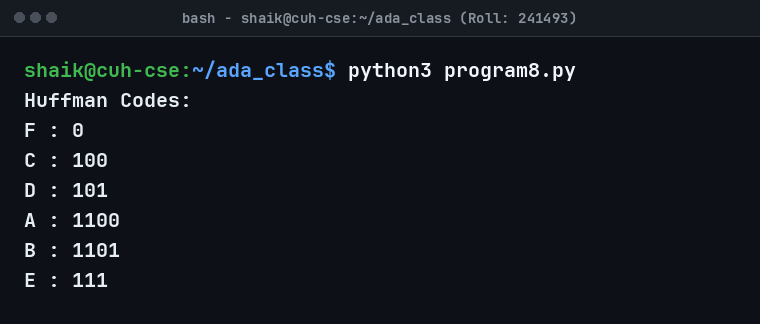 bash - shaik@cuh-cse:~/ada_class (Roll: 241493)
shaik@cuh-cse:~/ada_class$ python3 program8.py
Huffman Codes:
F : 0
C : 100
D : 101
A : 1100
B : 1101
E : 111